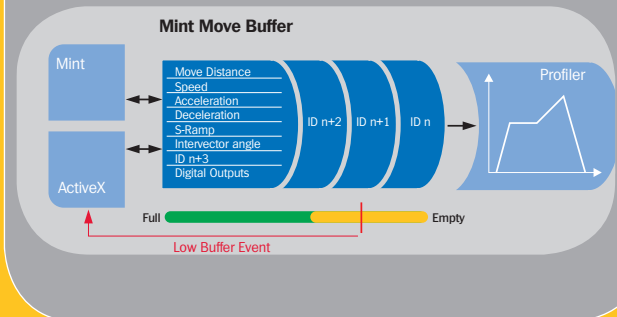 Mint Move Buffer
Mint
ActiveX
Move Distance
Speed
Acceleration
Deceleration
S-Ramp
Intervector angle
ID n+3
Digital Outputs
ID n+2
ID n+1
ID n
Profiler
Full
Empty
Low Buffer Event